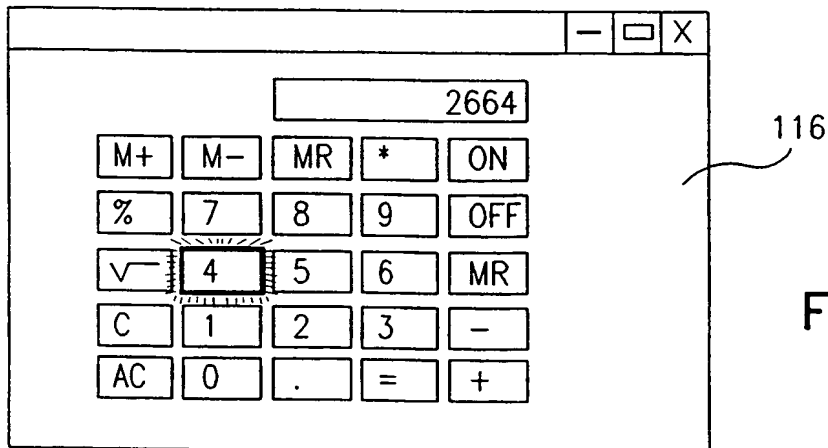 — X
2664
M+ M− MR * ON
116
% 7 8 9 OFF
√ 4 5 6 MR
F
C 1 2 3 −
AC 0 . = +